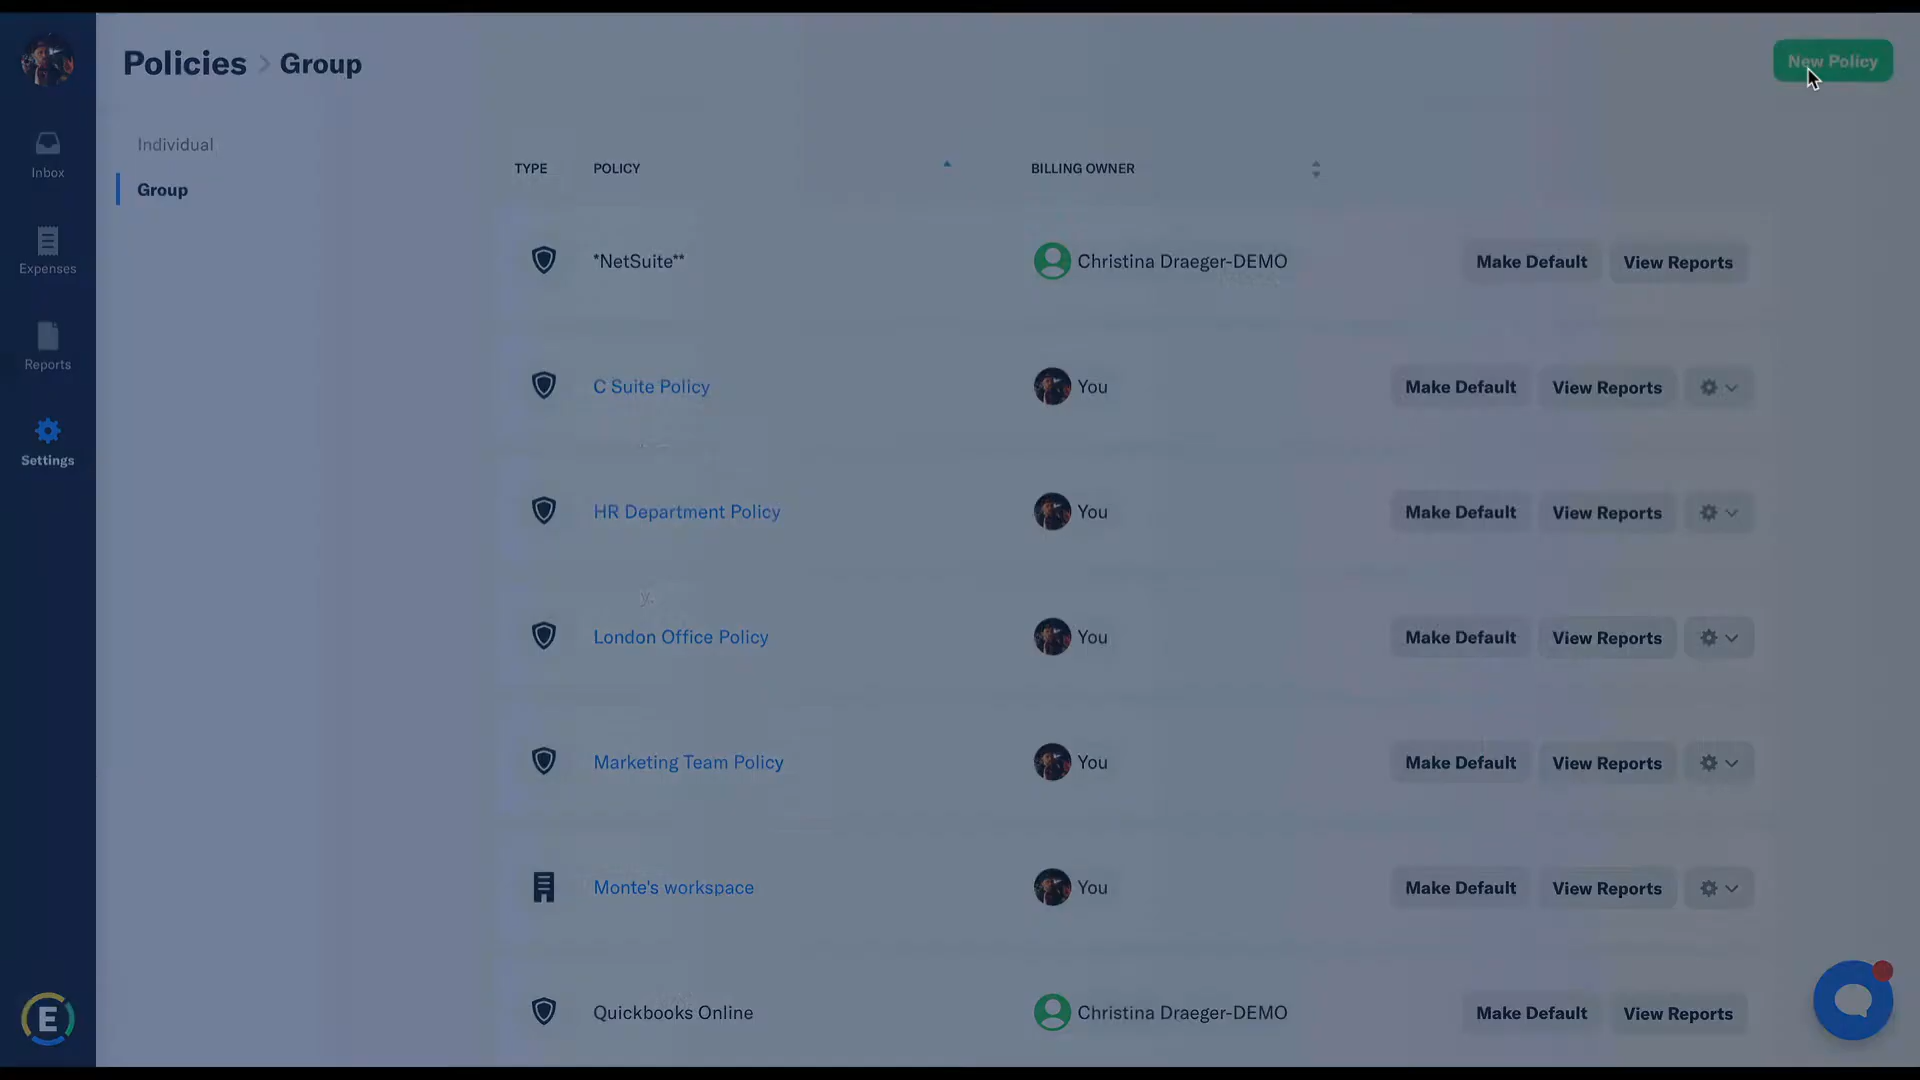 Policies > Group
New Policy
Inbox
Expenses
Reports
Settings
E
Individual
Group
TYPE POLICY BILLING OWNER
*NetSuite** Christina Draeger-DEMO Make Default View Reports
C Suite Policy You Make Default View Reports
HR Department Policy You Make Default View Reports
London Office Policy You Make Default View Reports
Marketing Team Policy You Make Default View Reports
Monte's workspace You Make Default View Reports
Quickbooks Online Christina Draeger-DEMO Make Default View Reports